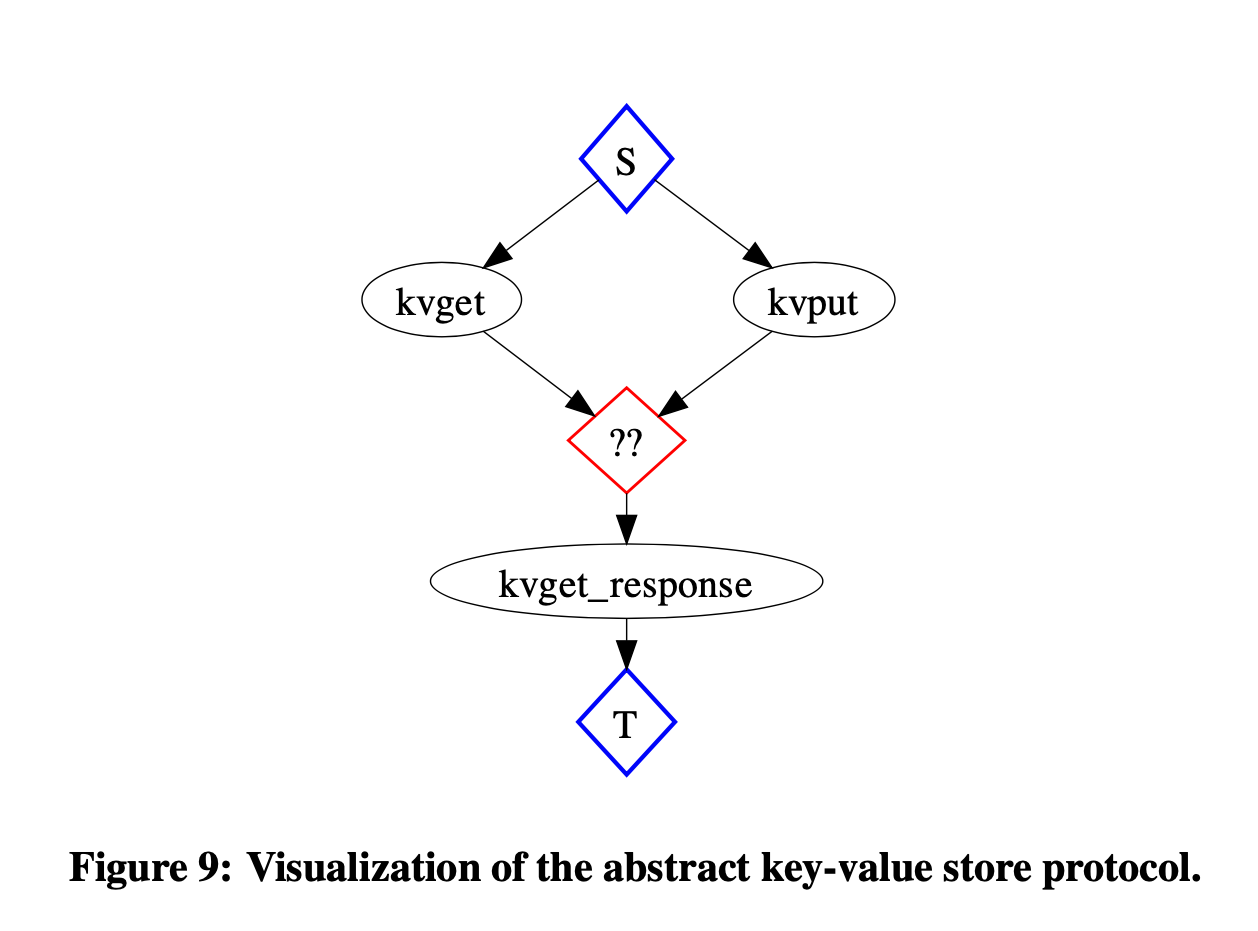 S
kvget kvput
??
kvget_response
T
Figure 9: Visualization of the abstract key-value store protocol.